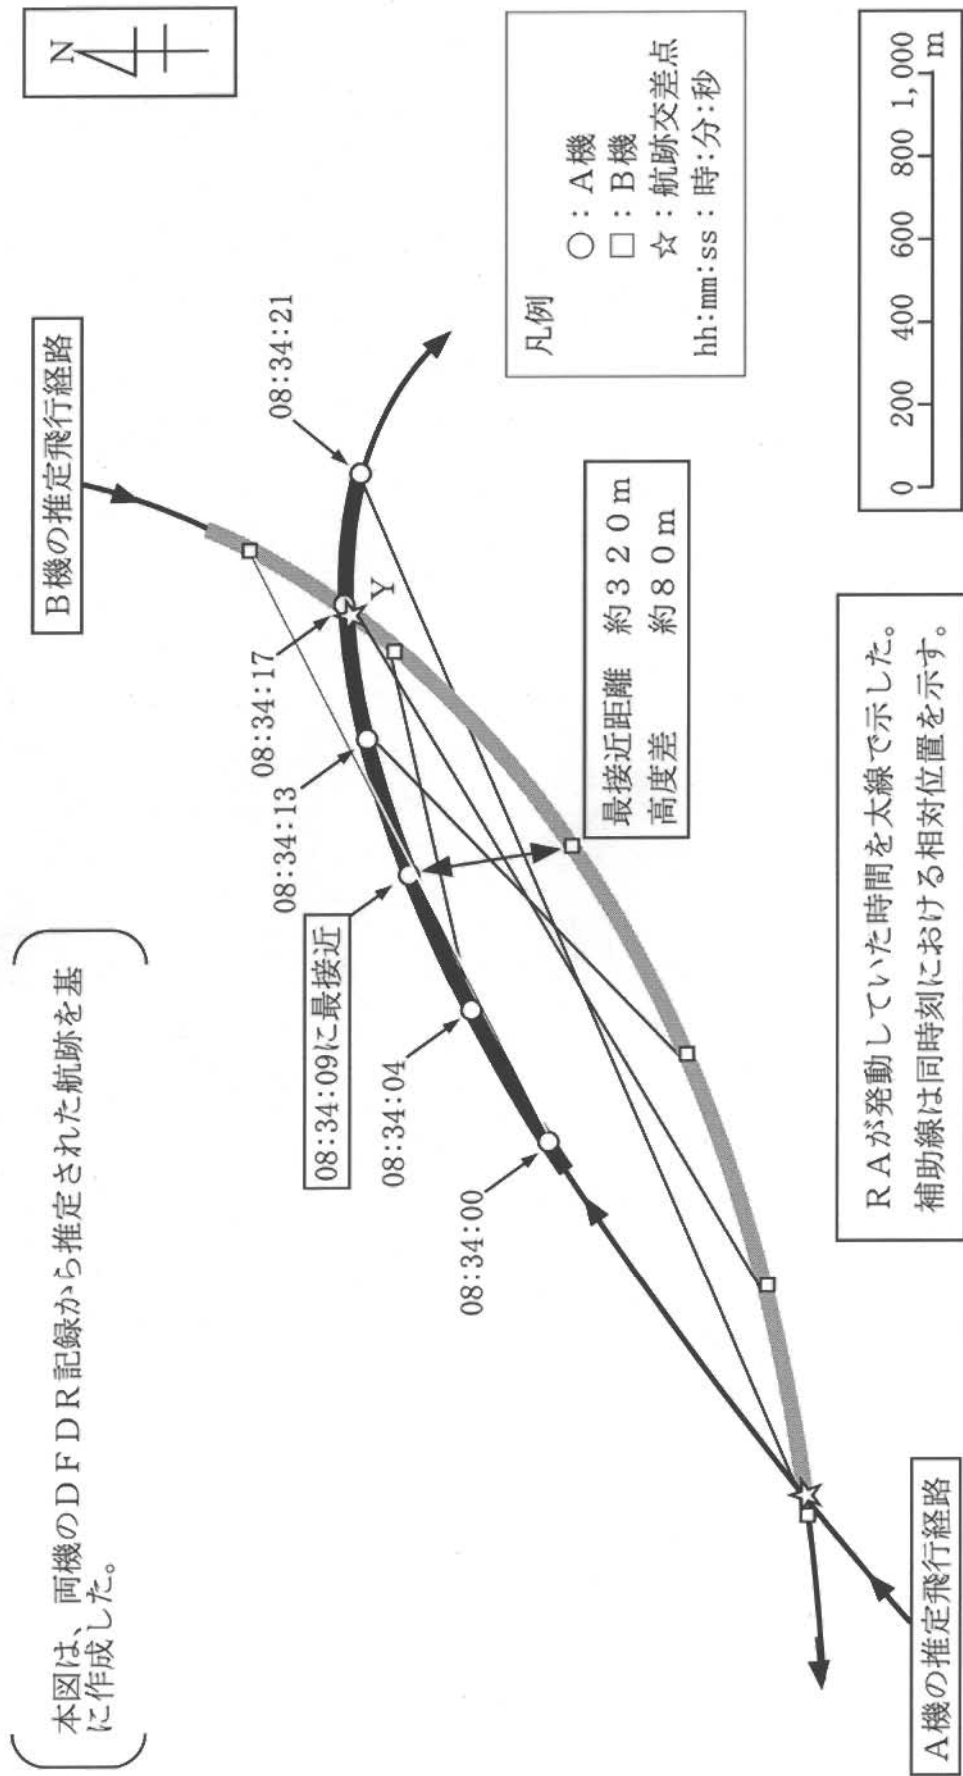 本図は、両機のDFDR記録から推定された航跡を基
に作成した。
N
B機の推定飛行経路
08:34:21
08:34:17
08:34:13
08:34:09に最接近
08:34:04
08:34:00
Y
最接近距離 約320m
高度差 約80m
凡例
○：A機
□：B機
☆：航跡交差点
hh:mm:ss：時:分:秒
A機の推定飛行経路
RAが発動していた時間を太線で示した。
補助線は同時刻における相対位置を示す。
0 200 400 600 800 1,000
m